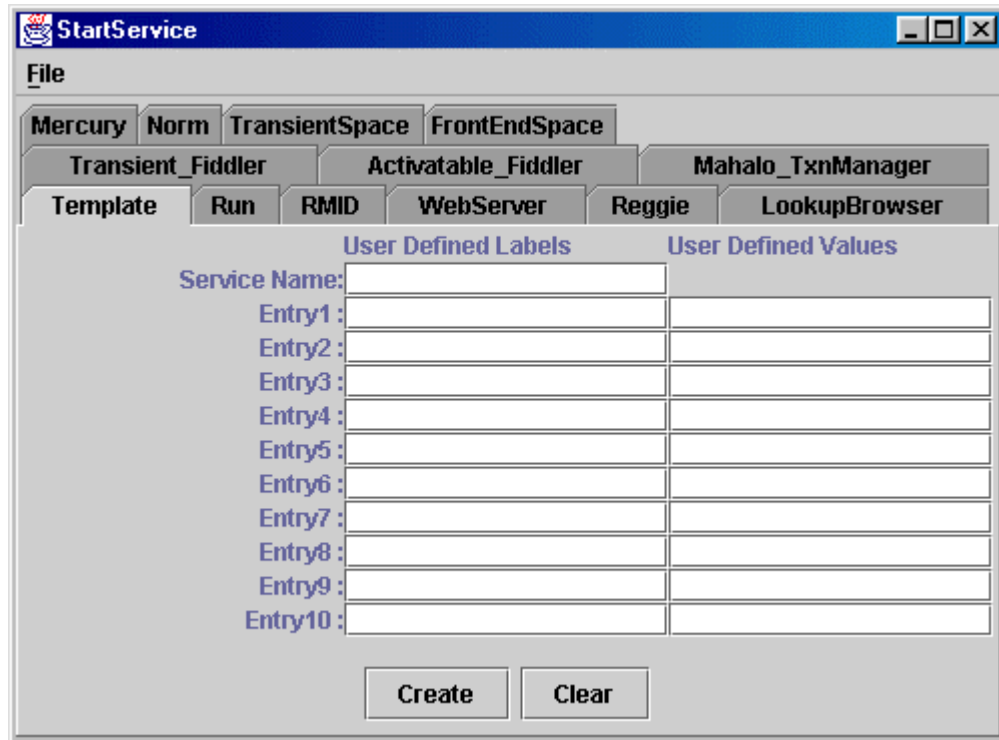 StartService
File
Mercury Norm TransientSpace FrontEndSpace
Transient_Fiddler Activatable_Fiddler Mahalo_TxnManager
Template Run RMID WebServer Reggie LookupBrowser
User Defined Labels User Defined Values
Service Name:
Entry1 :
Entry2 :
Entry3 :
Entry4 :
Entry5 :
Entry6 :
Entry7 :
Entry8 :
Entry9 :
Entry10 :
Create Clear